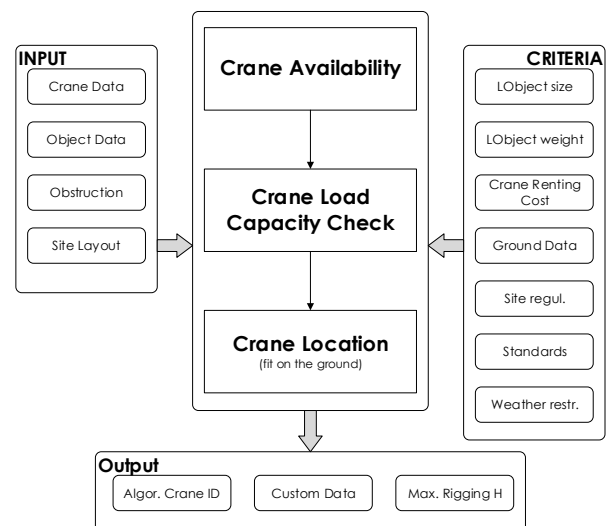 INPUT
Crane Data
Object Data
Obstruction
Site Layout
Crane Availability
Crane Load
Capacity Check
Crane Location
(fit on the ground)
CRITERIA
LObject size
LObject weight
Crane Renting
Cost
Ground Data
Site regul.
Standards
Weather restr.
Output
Algor. Crane ID
Custom Data
Max. Rigging H